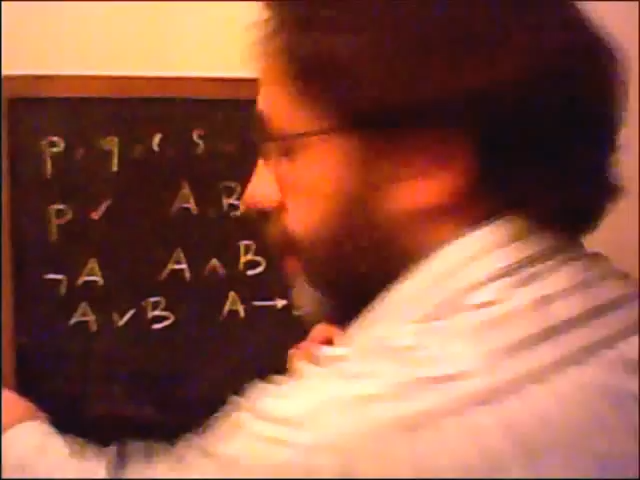 p, q, r, s
p ✓ A B
¬A A ∧ B
A ∨ B A →